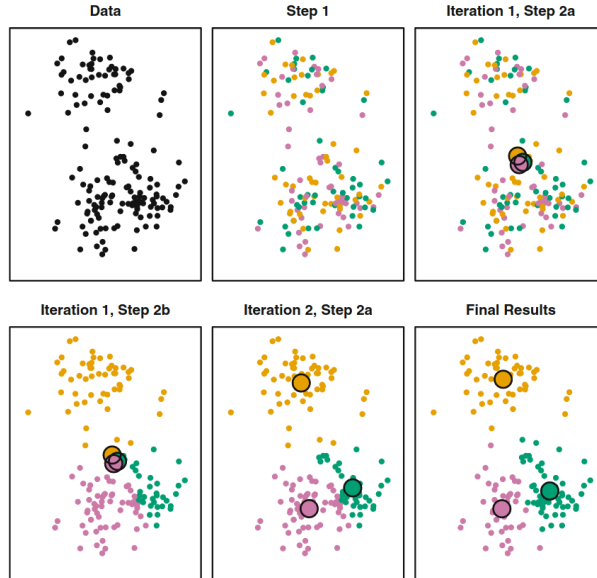 Data
Step 1
Iteration 1, Step 2a
Iteration 1, Step 2b
Iteration 2, Step 2a
Final Results